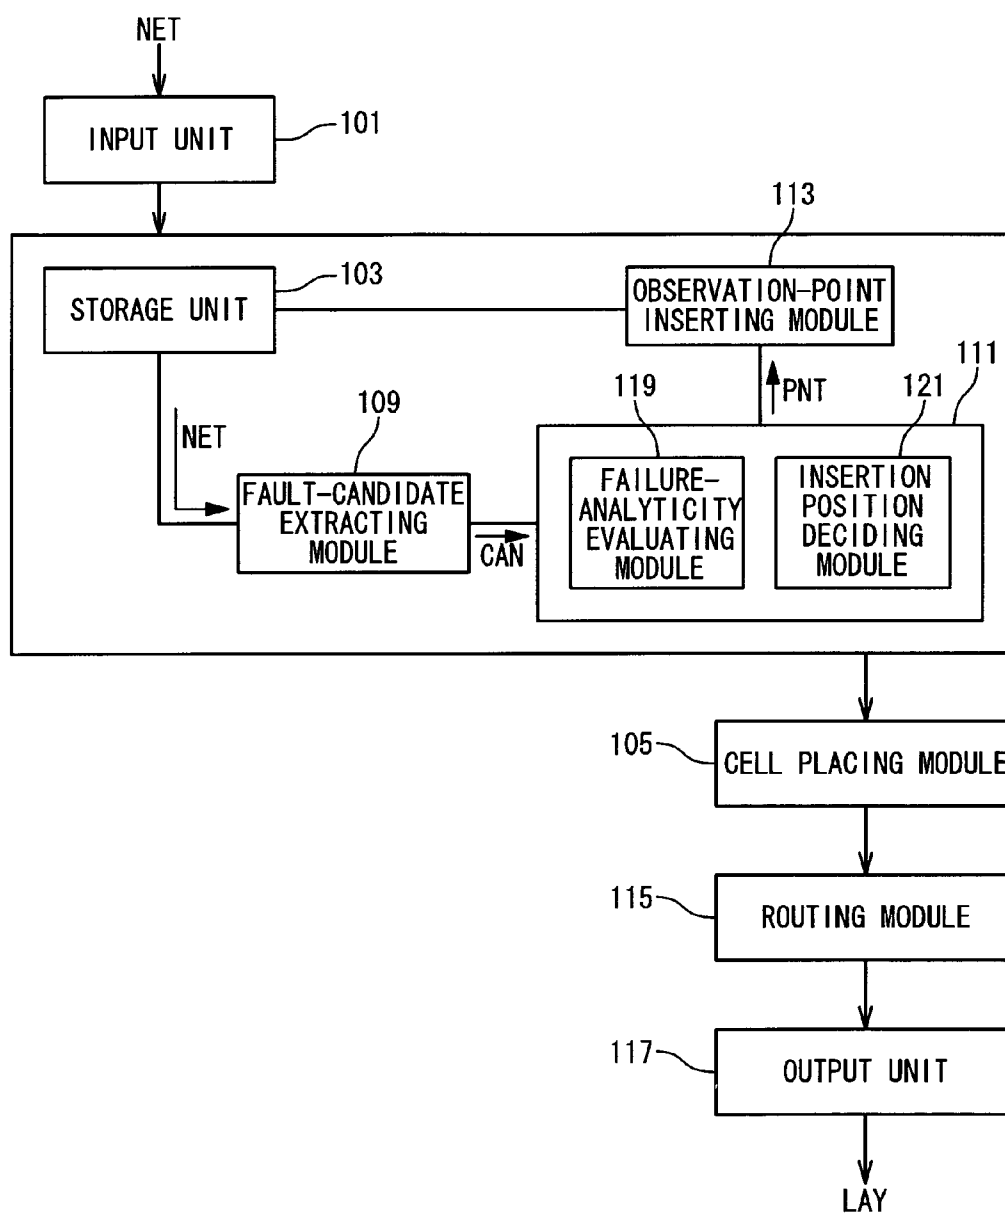 NET
INPUT UNIT
101
113
103
STORAGE UNIT
OBSERVATION-POINT
INSERTING MODULE
111
119
PNT
121
109
NET
FAULT-CANDIDATE
EXTRACTING
MODULE
CAN
FAILURE-
ANALYTICITY
EVALUATING
MODULE
INSERTION
POSITION
DECIDING
MODULE
105
CELL PLACING MODULE
115
ROUTING MODULE
117
OUTPUT UNIT
LAY